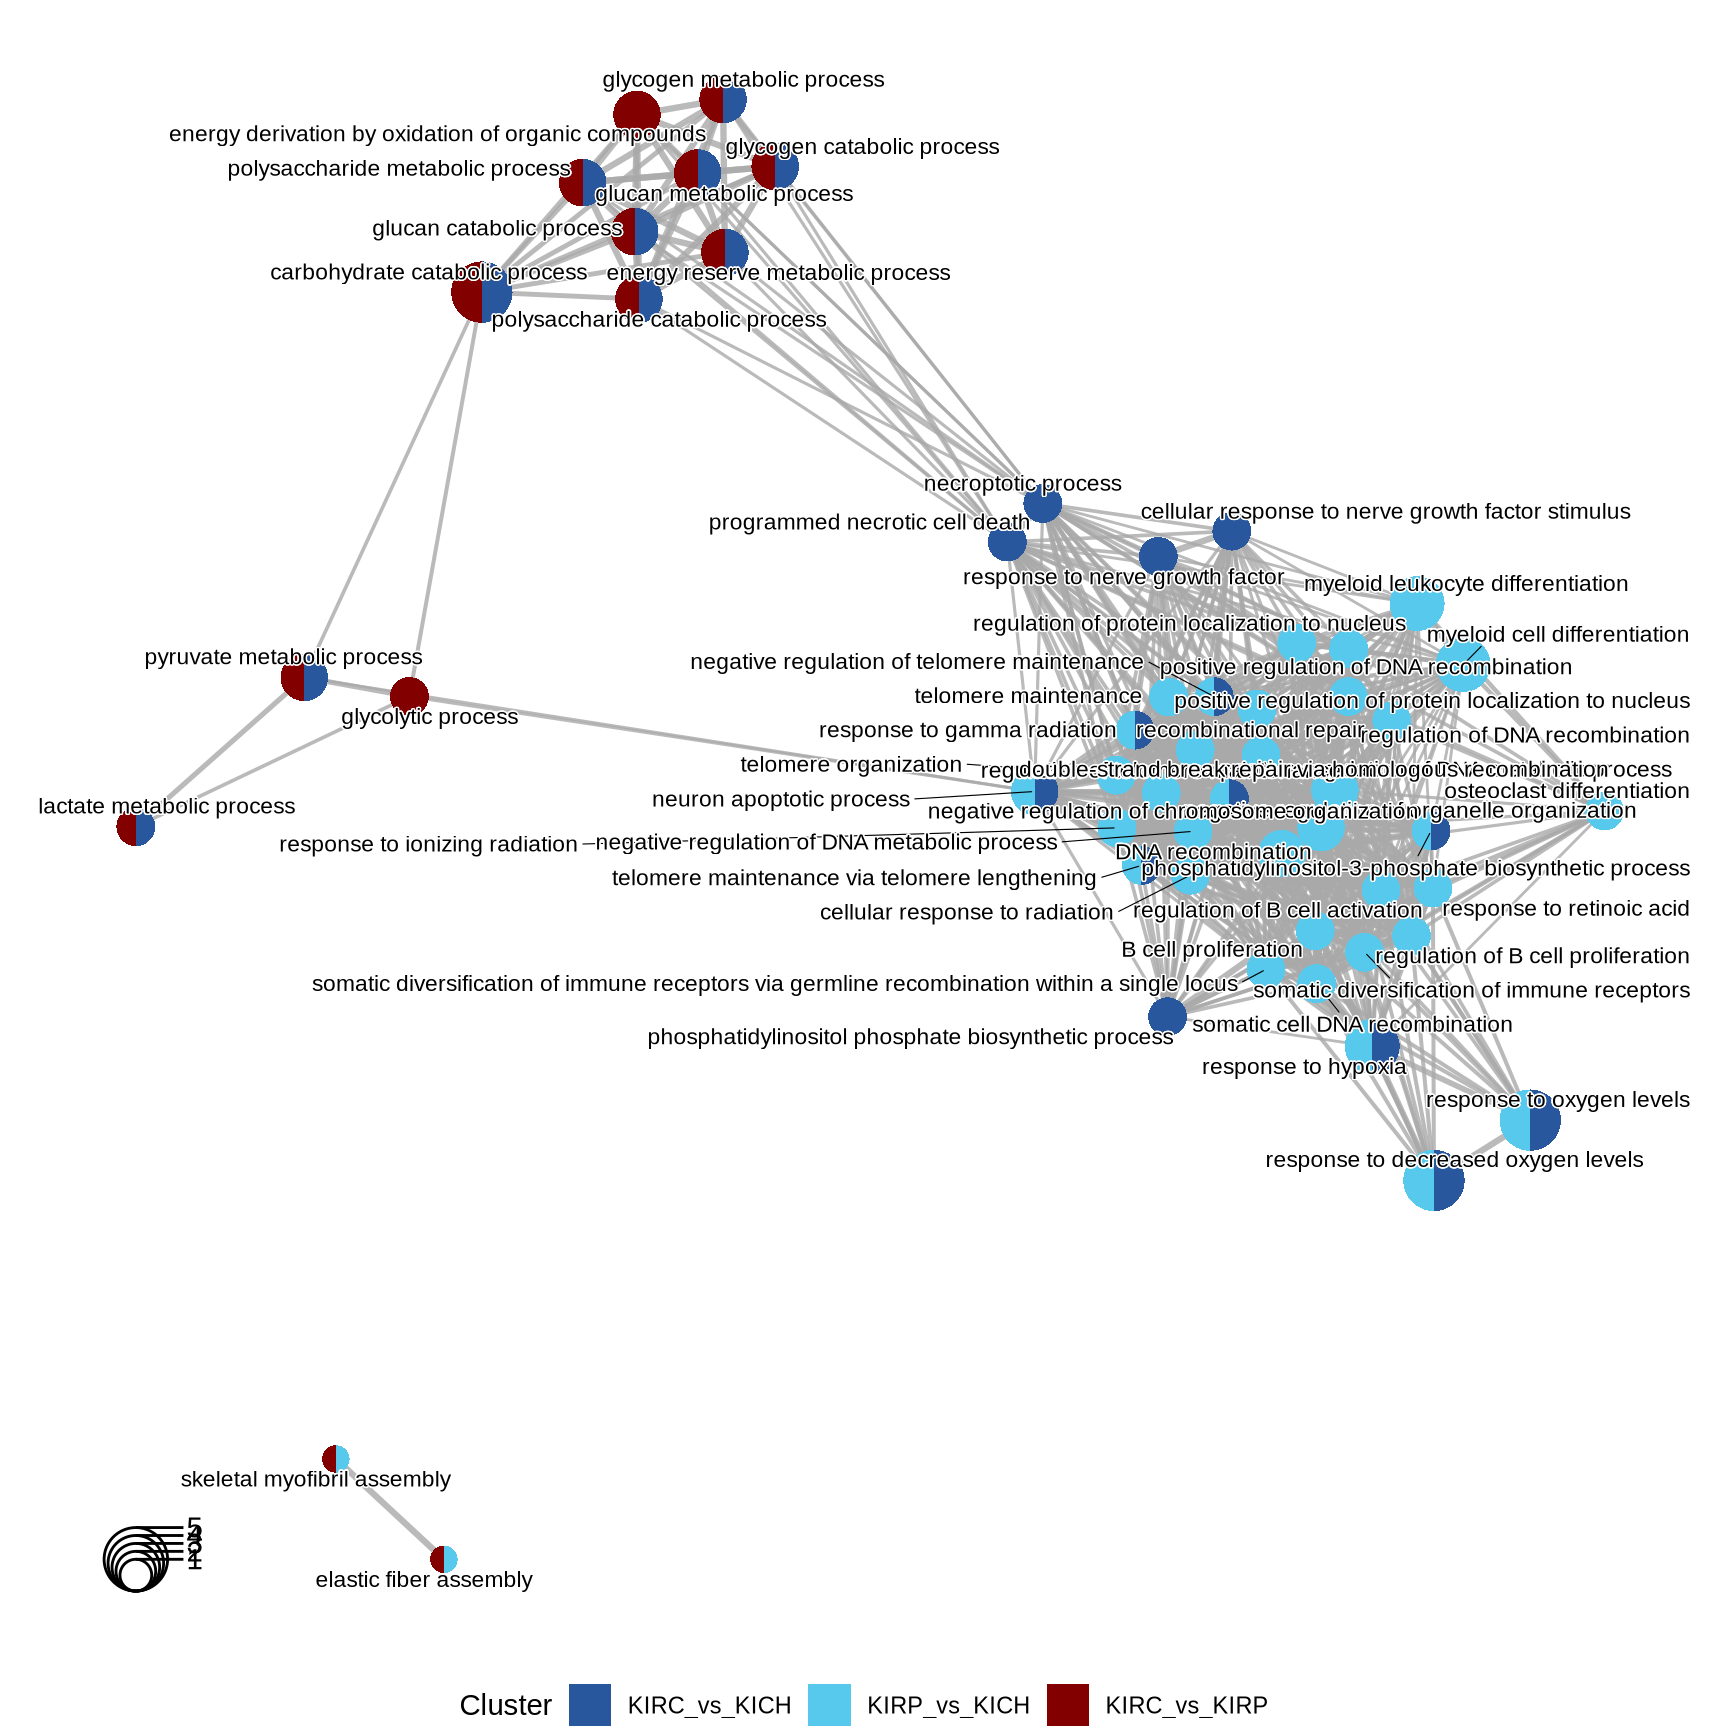 glycogen metabolic process
energy derivation by oxidation of organic compounds
glycogen catabolic process
polysaccharide metabolic process
glucan metabolic process
glucan catabolic process
carbohydrate catabolic process
energy reserve metabolic process
polysaccharide catabolic process
necroptotic process
cellular response to nerve growth factor stimulus
programmed necrotic cell death
response to nerve growth factor
myeloid leukocyte differentiation
regulation of protein localization to nucleus
myeloid cell differentiation
pyruvate metabolic process
negative regulation of telomere maintenance
positive regulation of DNA recombination
telomere maintenance
positive regulation of protein localization to nucleus
glycolytic process
response to gamma radiation
recombinational repair
regulation of DNA recombination
telomere organization
double-strand break repair via homologous recombination
process
osteoclast differentiation
neuron apoptotic process
lactate metabolic process
negative regulation of chromosome organization
organelle organization
response to ionizing radiation
negative regulation of DNA metabolic process
DNA recombination
phosphatidylinositol-3-phosphate biosynthetic process
telomere maintenance via telomere lengthening
cellular response to radiation
regulation of B cell activation
response to retinoic acid
B cell proliferation
regulation of B cell proliferation
somatic diversification of immune receptors via germline recombination within a single locus
somatic diversification of immune receptors
somatic cell DNA recombination
phosphatidylinositol phosphate biosynthetic process
response to hypoxia
response to oxygen levels
response to decreased oxygen levels
skeletal myofibril assembly
5
4
3
1
elastic fiber assembly
Cluster
KIRC_vs_KICH
KIRP_vs_KICH
KIRC_vs_KIRP